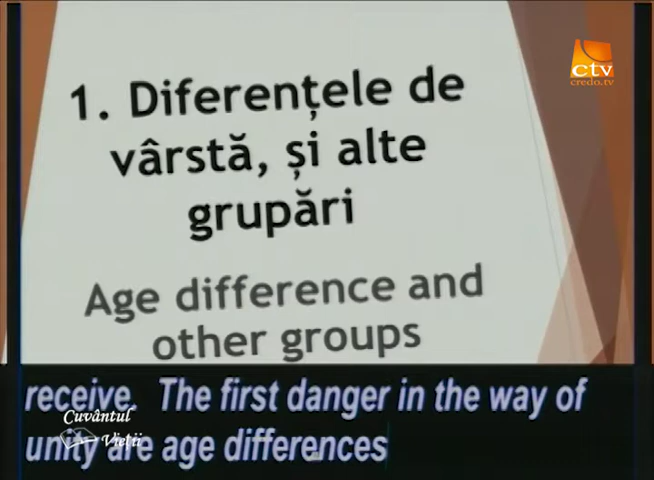 ctv
credo.tv
1. Diferențele de
vârstă, și alte
grupări
Age difference and
other groups
receive. The first danger in the way of
Cuvântul
unity are age differences
Vieții